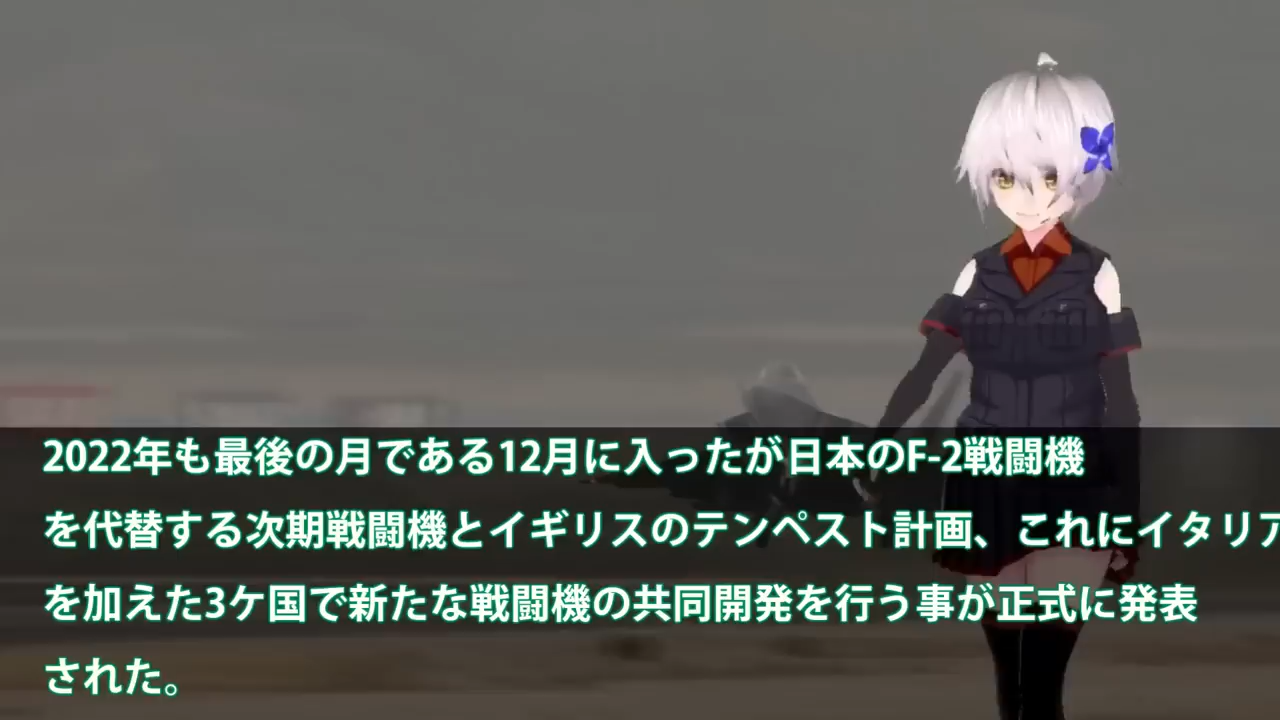 2022年も最後の月である12月に入ったが日本のF-2戦闘機
を代替する次期戦闘機とイギリスのテンペスト計画、これにイタリア
を加えた3ケ国で新たな戦闘機の共同開発を行う事が正式に発表
された。